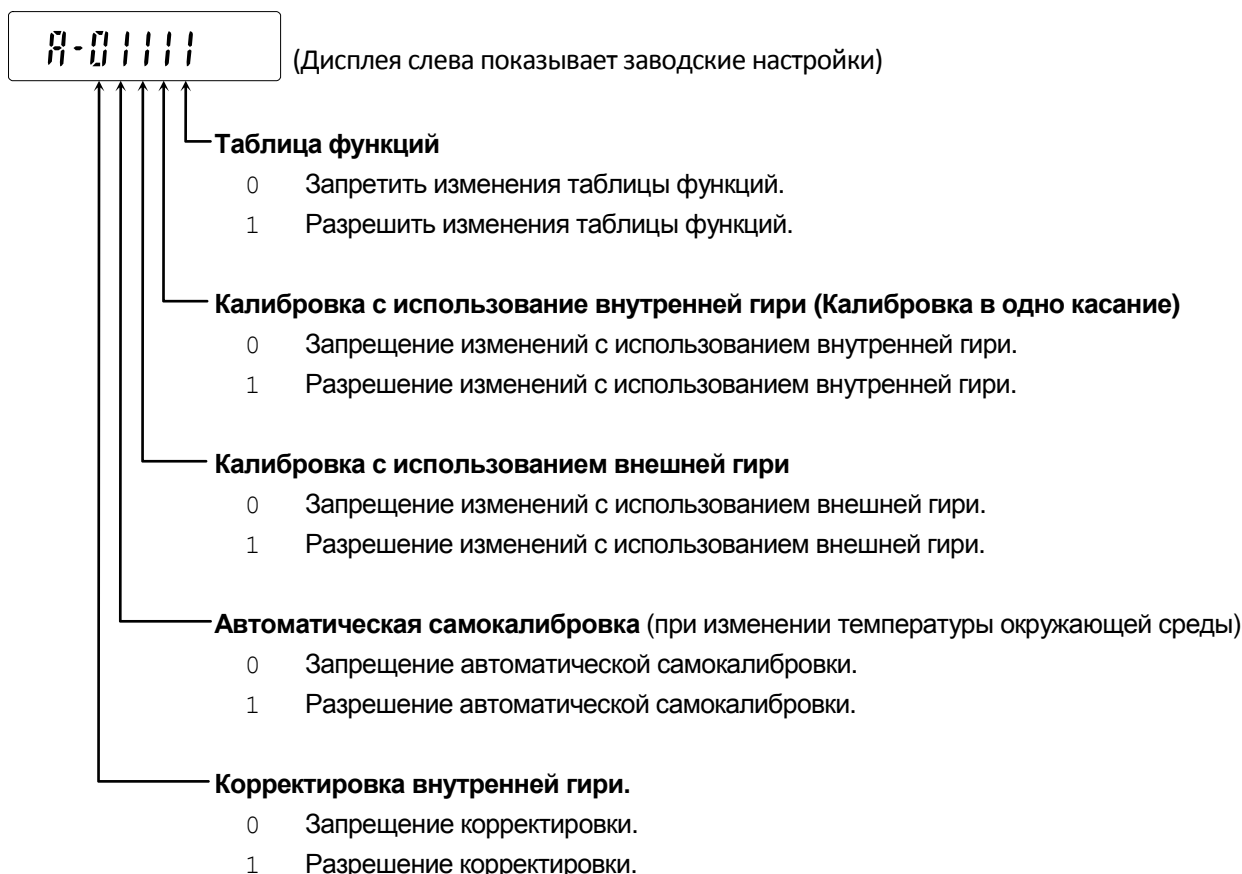 A-01111
(Дисплея слева показывает заводские настройки)
Таблица функций
0 Запретить изменения таблицы функций.
1 Разрешить изменения таблицы функций.
Калибровка с использование внутренней гири (Калибровка в одно касание)
0 Запрещение изменений с использованием внутренней гири.
1 Разрешение изменений с использованием внутренней гири.
Калибровка с использованием внешней гири
0 Запрещение изменений с использованием внешней гири.
1 Разрешение изменений с использованием внешней гири.
Автоматическая самокалибровка (при изменении температуры окружающей среды)
0 Запрещение автоматической самокалибровки.
1 Разрешение автоматической самокалибровки.
Корректировка внутренней гири.
0 Запрещение корректировки.
1 Разрешение корректировки.